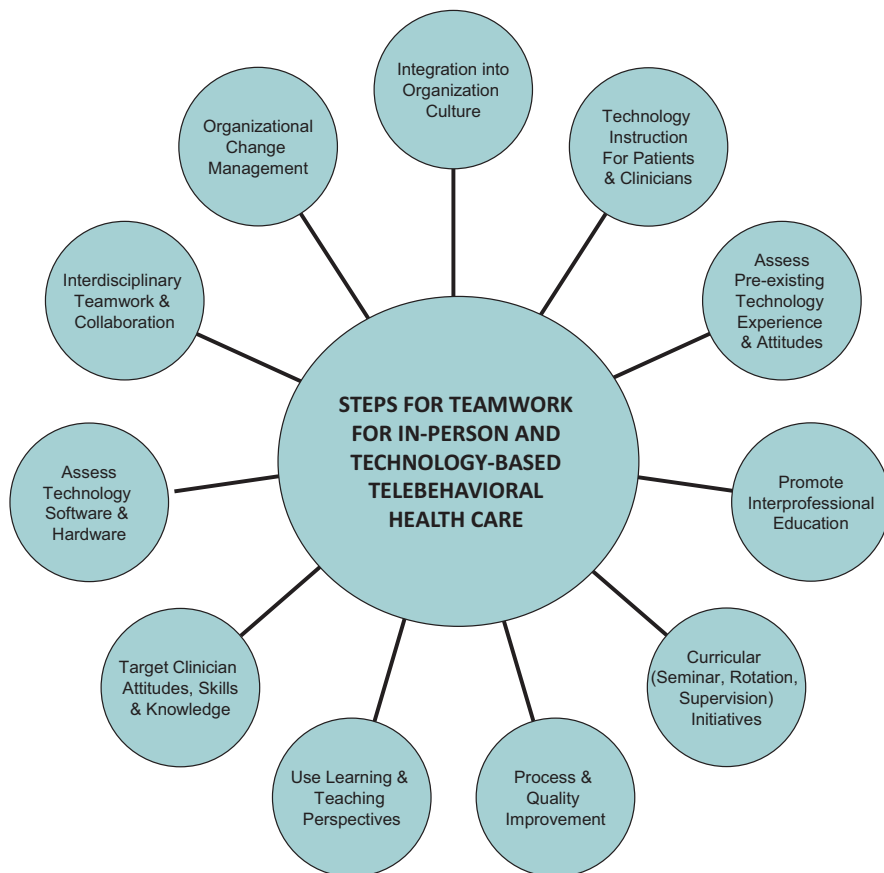 Integration into
Organization
Culture
Technology
Instruction
For Patients
& Clinicians
Assess
Pre-existing
Technology
Experience
& Attitudes
Promote
Interprofessional
Education
Curricular
(Seminar, Rotation,
Supervision)
Initiatives
Process &
Quality
Improvement
Use Learning &
Teaching
Perspectives
Target Clinician
Attitudes, Skills
& Knowledge
Assess
Technology
Software &
Hardware
Interdisciplinary
Teamwork &
Collaboration
Organizational
Change
Management
STEPS FOR TEAMWORK
FOR IN-PERSON AND
TECHNOLOGY-BASED
TELEBEHAVIORAL
HEALTH CARE